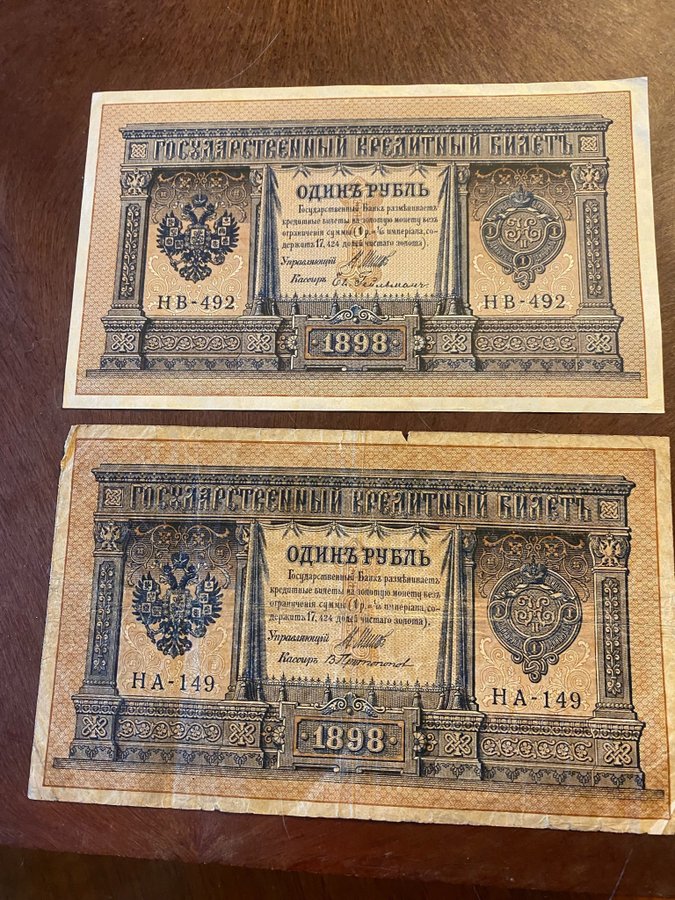 ГОСУДАРСТВЕННЫЙ КРЕДИТНЫЙ БИЛЕТЪ
ОДИНЪ РУБЛЬ
Государственный Банкъ размѣниваетъ
кредитные билеты на золотую монету безъ
ограниченія суммы (1 р.= 1/15 имперіала, со-
держитъ 17,424 долей чистаго золота).
Управляющій
Кассиръ
НВ-492
НВ-492
1898
ГОСУДАРСТВЕННЫЙ КРЕДИТНЫЙ БИЛЕТЪ
ОДИНЪ РУБЛЬ
Государственный Банкъ размѣниваетъ
кредитные билеты на золотую монету безъ
ограниченія суммы (1 р.= 1/15 имперіала, со-
держитъ 17,424 долей чистаго золота).
Управляющій
Кассиръ В Протопопов
НА-149
НА-149
1898